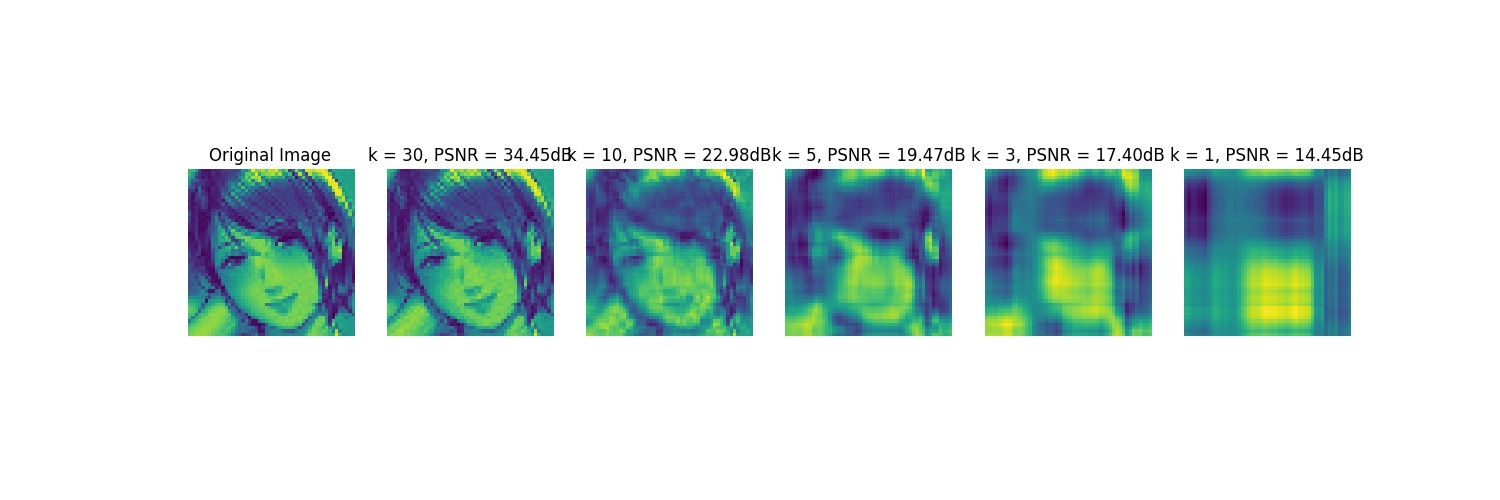 Original Image
k = 30, PSNR = 34.45dB
k = 10, PSNR = 22.98dB
k = 5, PSNR = 19.47dB
k = 3, PSNR = 17.40dB
k = 1, PSNR = 14.45dB